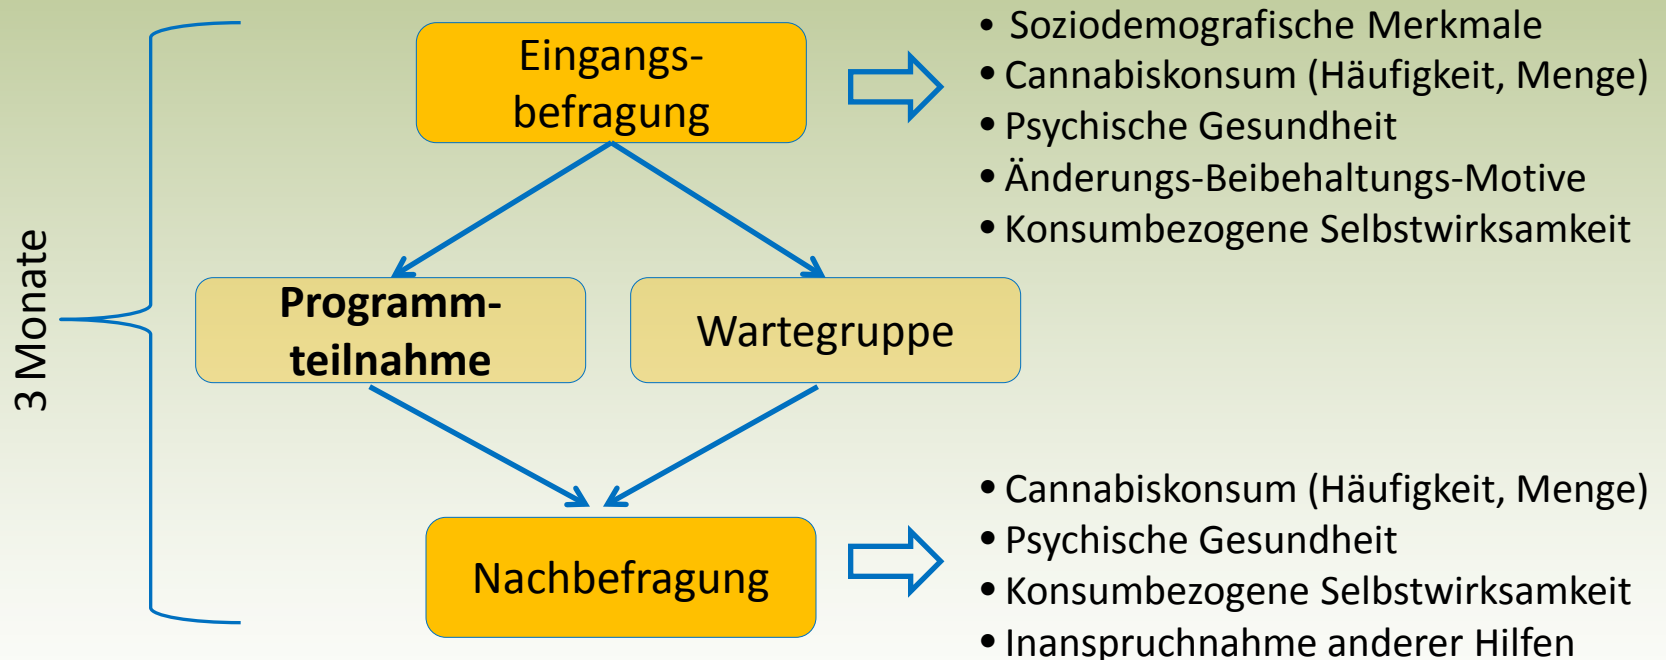 Eingangs-
befragung
• Soziodemografische Merkmale
• Cannabiskonsum (Häufigkeit, Menge)
• Psychische Gesundheit
• Änderungs-Beibehaltungs-Motive
• Konsumbezogene Selbstwirksamkeit
3 Monate
Programm-
teilnahme
Wartegruppe
Nachbefragung
• Cannabiskonsum (Häufigkeit, Menge)
• Psychische Gesundheit
• Konsumbezogene Selbstwirksamkeit
• Inanspruchnahme anderer Hilfen